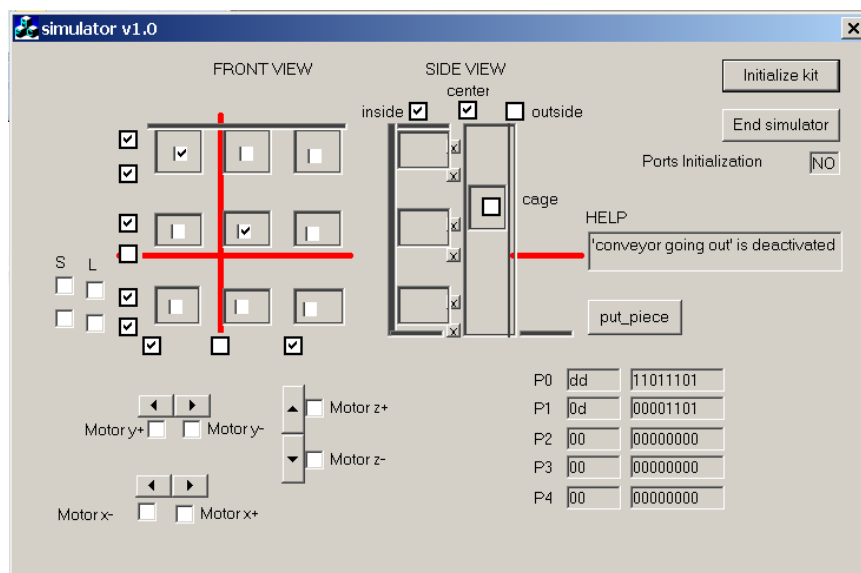 simulator v1.0
FRONT VIEW
SIDE VIEW
center
inside
outside
Initialize kit
End simulator
Ports Initialization NO
cage
HELP
'conveyor going out' is deactivated
S L
put_piece
x
x
x
x
x
x
P0 dd 11011101
P1 0d 00001101
P2 00 00000000
P3 00 00000000
P4 00 00000000
Motor y+ Motor y-
Motor z+
Motor z-
Motor x- Motor x+